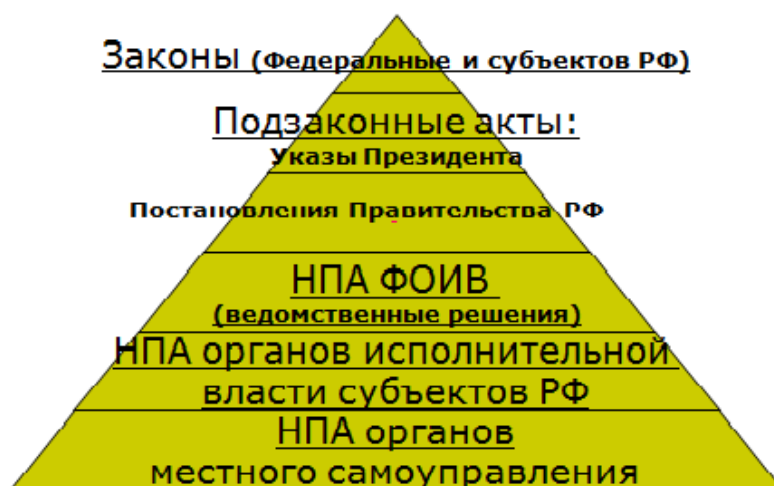 Законы (Федеральные и субъектов РФ)
Подзаконные акты:
Указы Президента
Постановления Правительства РФ
НПА ФОИВ
(ведомственные решения)
НПА органов исполнительной
власти субъектов РФ
НПА органов
местного самоуправления